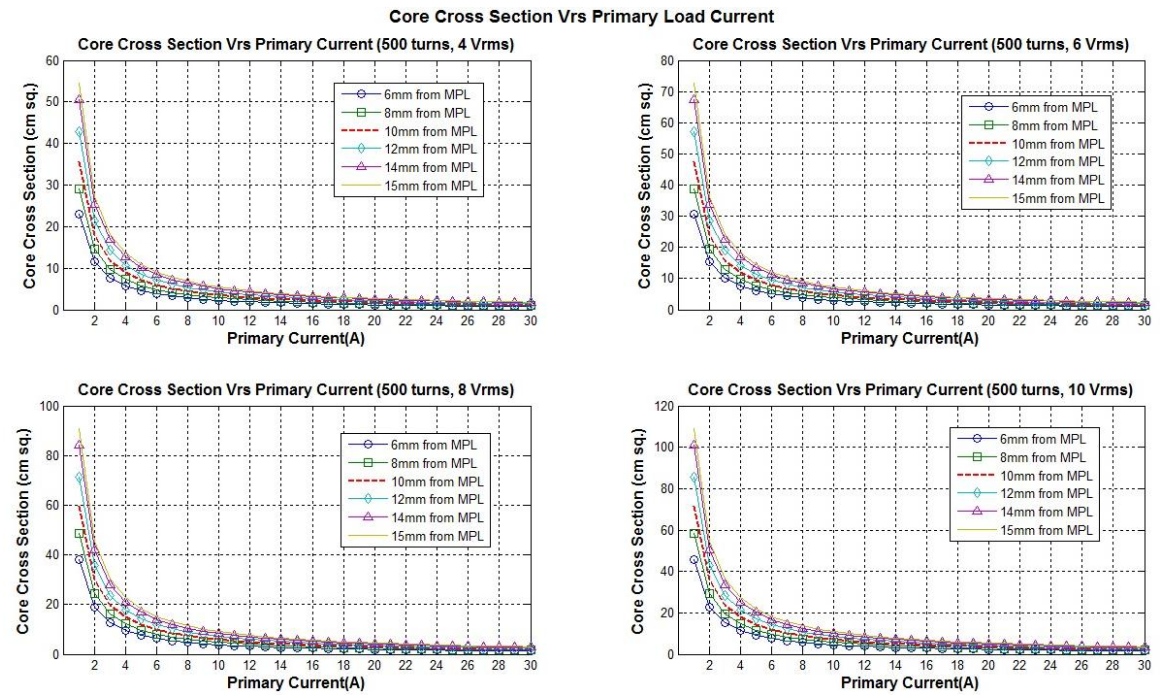 Core Cross Section Vrs Primary Load Current
Core Cross Section Vrs Primary Current (500 turns, 4 Vrms)
Core Cross Section (cm sq.)
60
50
40
30
20
10
0
2 4 6 8 10 12 14 16 18 20 22 24 26 28 30
Primary Current(A)
6mm from MPL
8mm from MPL
10mm from MPL
12mm from MPL
14mm from MPL
15mm from MPL
Core Cross Section Vrs Primary Current (500 turns, 6 Vrms)
Core Cross Section (cm sq.)
80
70
60
50
40
30
20
10
0
2 4 6 8 10 12 14 16 18 20 22 24 26 28 30
Primary Current(A)
6mm from MPL
8mm from MPL
10mm from MPL
12mm from MPL
14mm from MPL
15mm from MPL
Core Cross Section Vrs Primary Current (500 turns, 8 Vrms)
Core Cross Section (cm sq.)
100
80
60
40
20
0
2 4 6 8 10 12 14 16 18 20 22 24 26 28 30
Primary Current(A)
6mm from MPL
8mm from MPL
10mm from MPL
12mm from MPL
14mm from MPL
15mm from MPL
Core Cross Section Vrs Primary Current (500 turns, 10 Vrms)
Core Cross Section (cm sq.)
120
100
80
60
40
20
0
2 4 6 8 10 12 14 16 18 20 22 24 26 28 30
Primary Current(A)
6mm from MPL
8mm from MPL
10mm from MPL
12mm from MPL
14mm from MPL
15mm from MPL